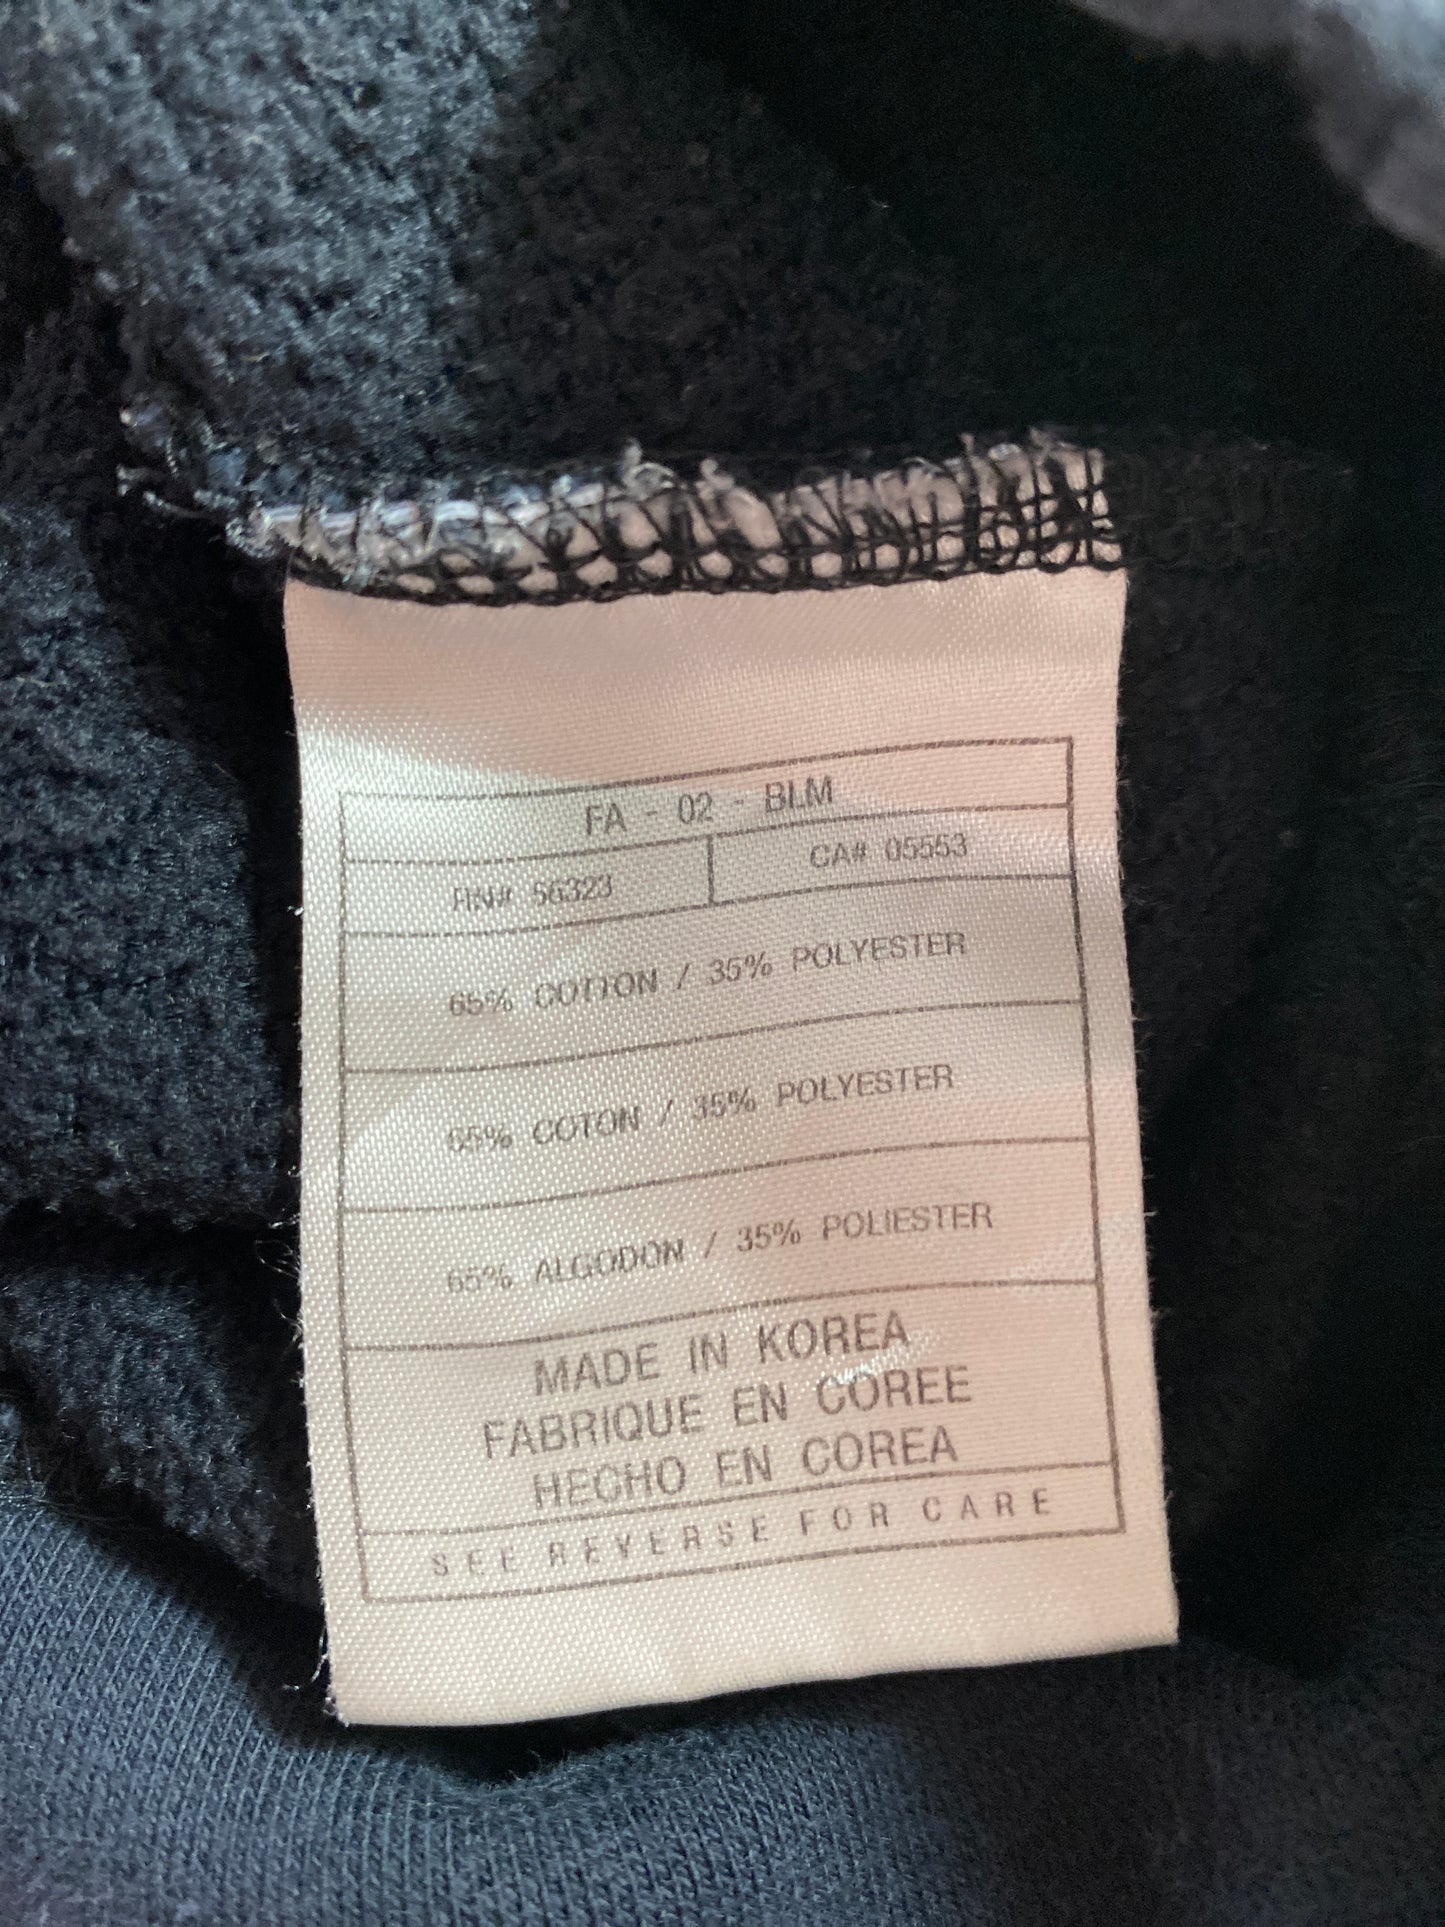 FA - 02 - BLM
RN# 56323 CA# 05553
65% COTTON / 35% POLYESTER
65% COTON / 35% POLYESTER
65% ALGODON / 35% POLIESTER
MADE IN KOREA
FABRIQUE EN COREE
HECHO EN COREA
SEE REVERSE FOR CARE